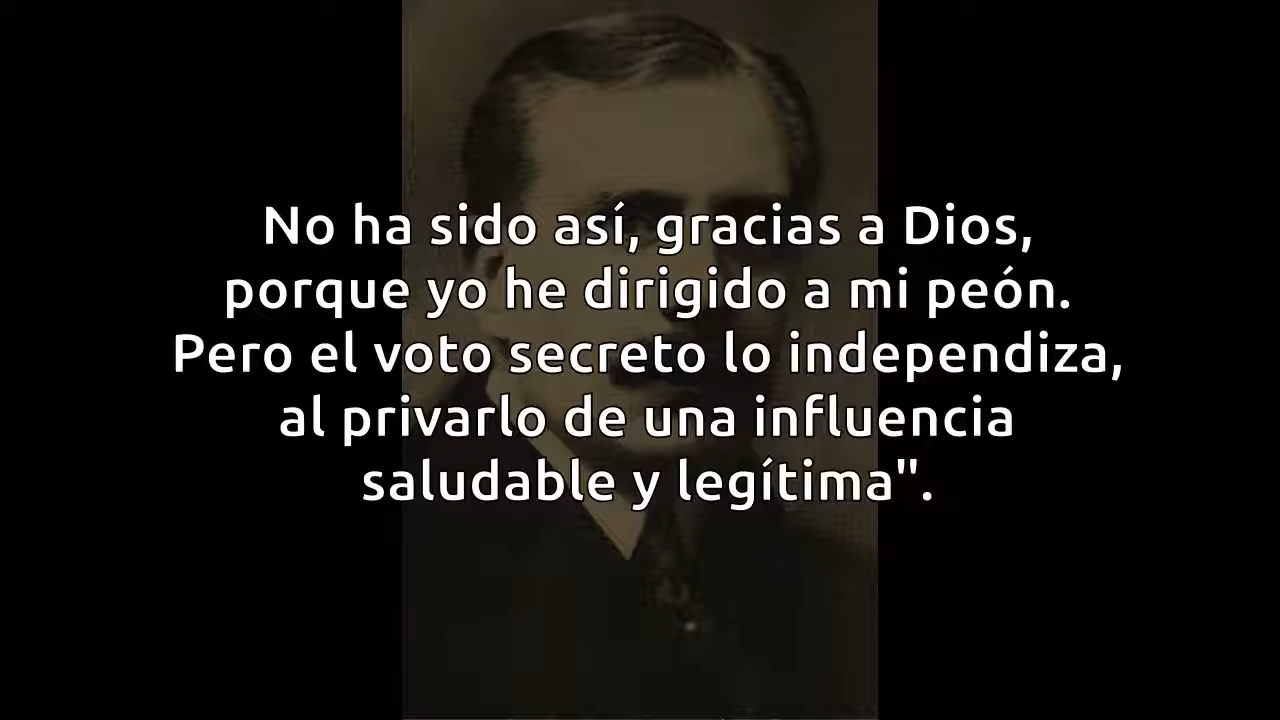 No ha sido así, gracias a Dios,
porque yo he dirigido a mi peón.
Pero el voto secreto lo independiza,
al privarlo de una influencia
saludable y legítima".